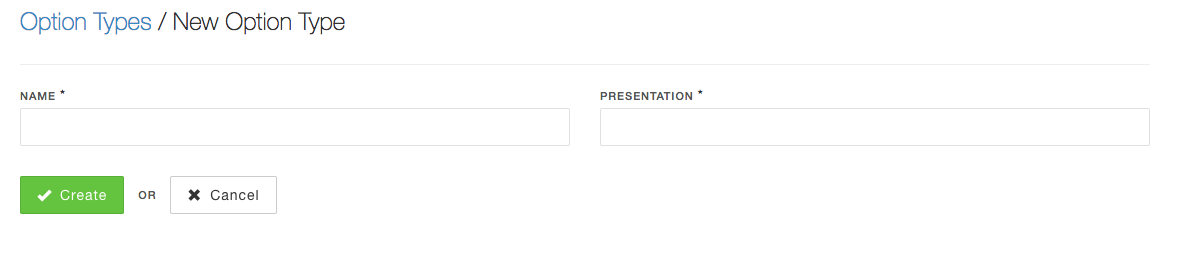 Option Types / New Option Type
NAME * PRESENTATION *
Create OR Cancel